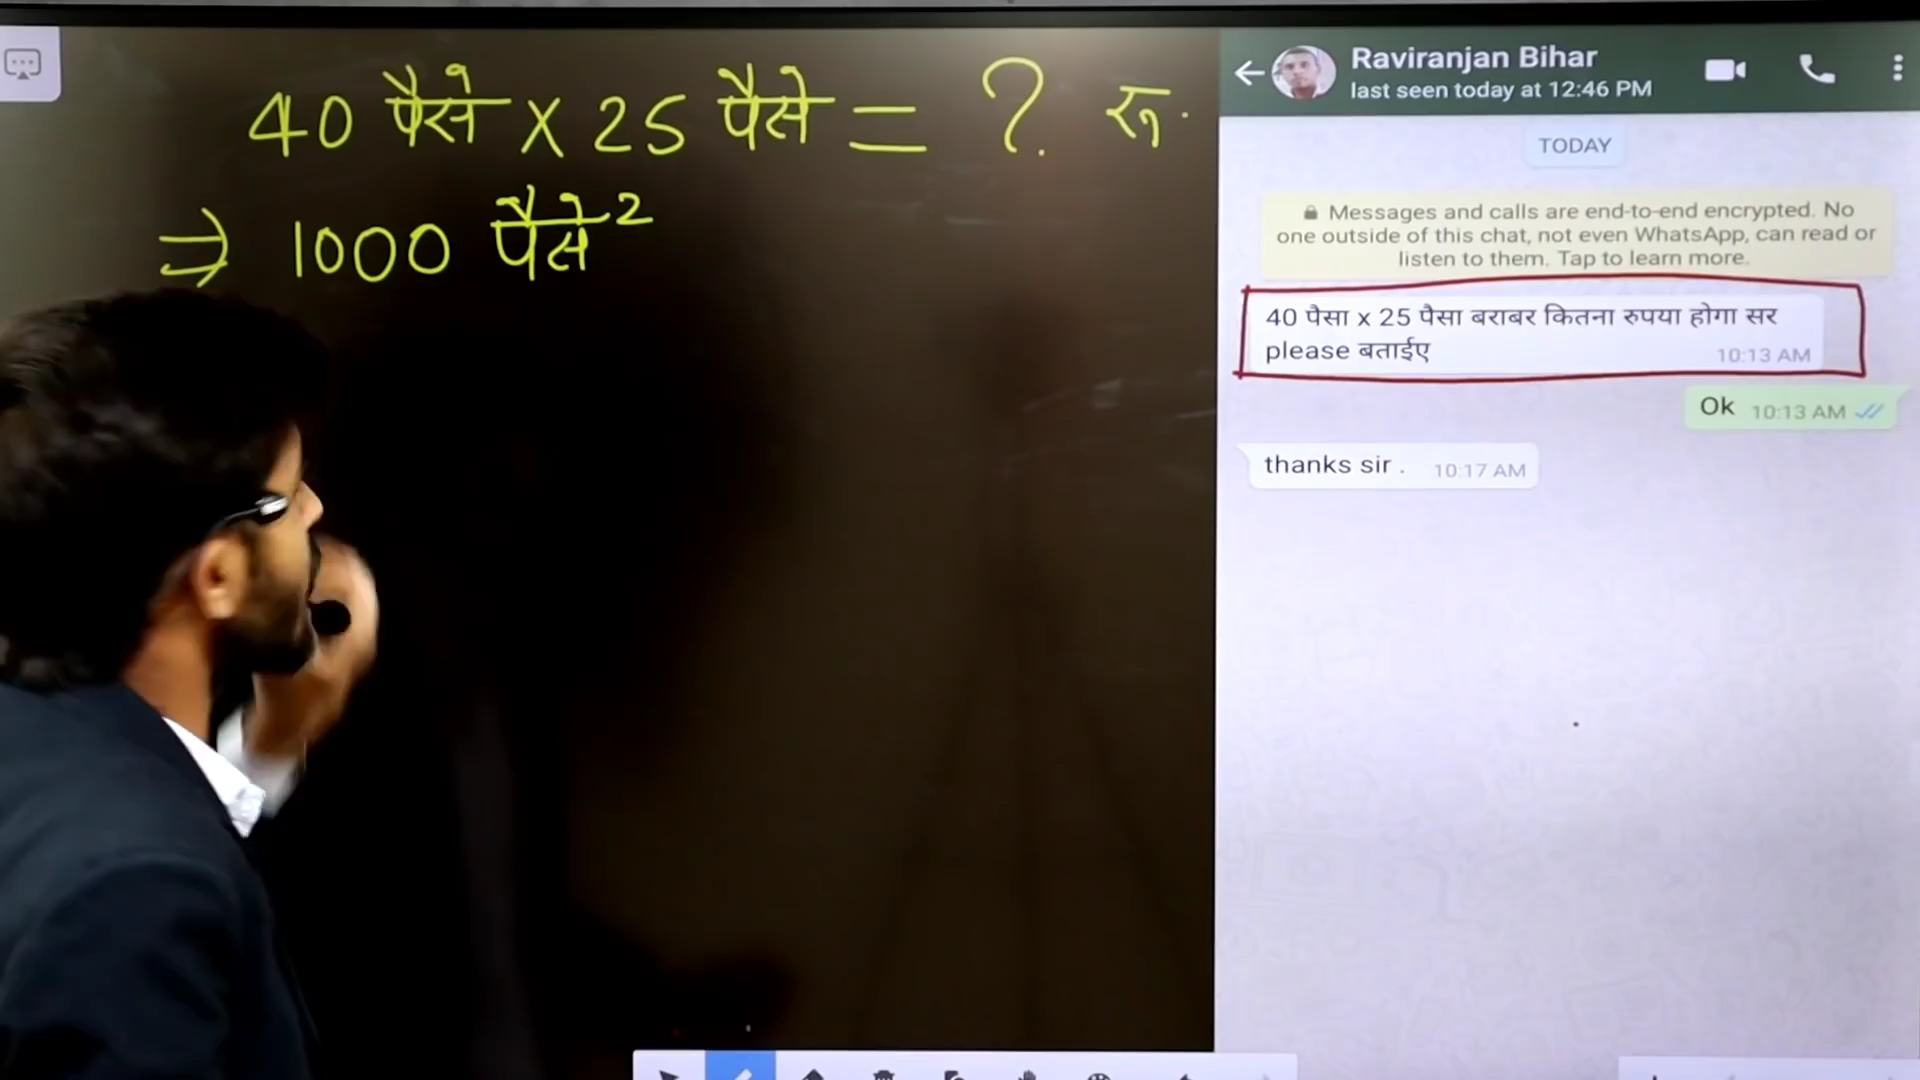 40 पैसे x 25 पैसे = ? रू.
⇒ 1000 पैसे²
Raviranjan Bihar
last seen today at 12:46 PM
TODAY
Messages and calls are end-to-end encrypted. No
one outside of this chat, not even WhatsApp, can read or
listen to them. Tap to learn more.
40 पैसा x 25 पैसा बराबर कितना रुपया होगा सर
please बताईए 10:13 AM
Ok 10:13 AM
thanks sir . 10:17 AM